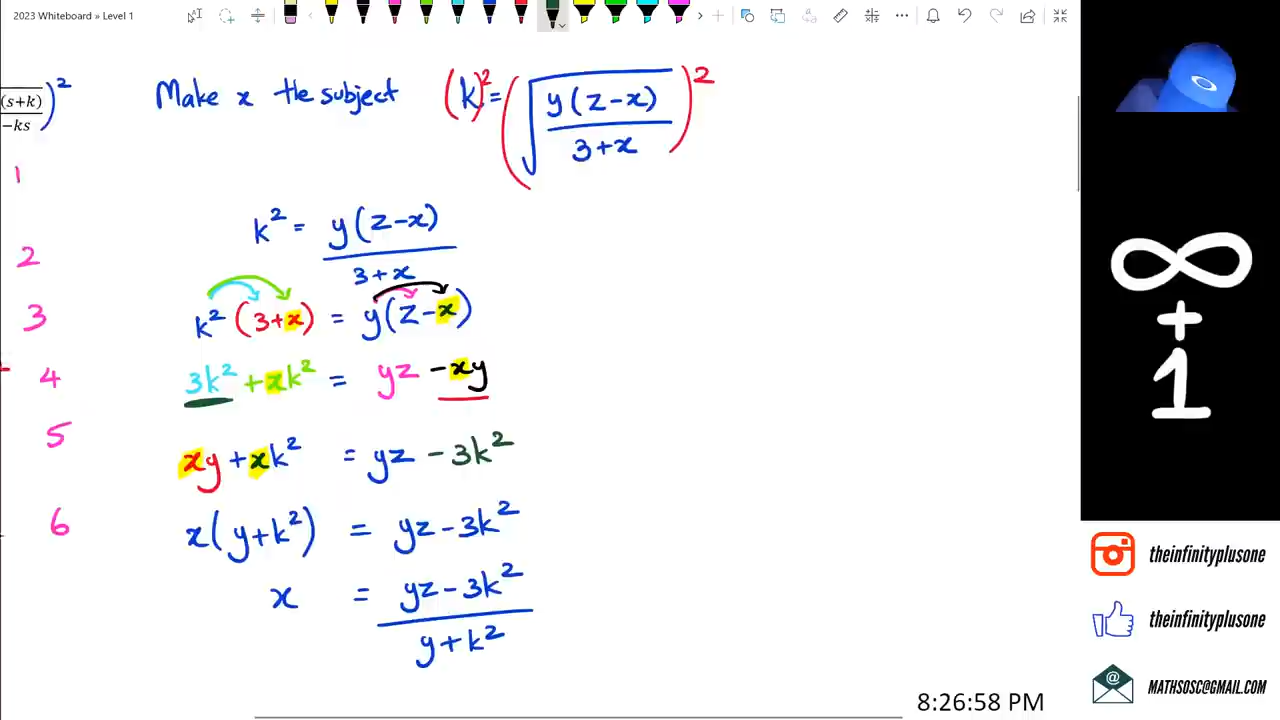 2023 Whiteboard » Level 1
(s+k)
-ks
)²
Make x the subject (k)² = (√(y(z-x)/(3+x)))²
1
k² = y(z-x)/(3+x)
2
3
k²(3+x) = y(z-x)
4
3k² + xk² = yz - xy
5
xy + xk² = yz - 3k²
6
x(y+k²) = yz - 3k²
x = (yz - 3k²)/(y+k²)
∞
+
1
theinfinityplusone
theinfinityplusone
MATHSOSC@GMAIL.COM
8:26:58 PM